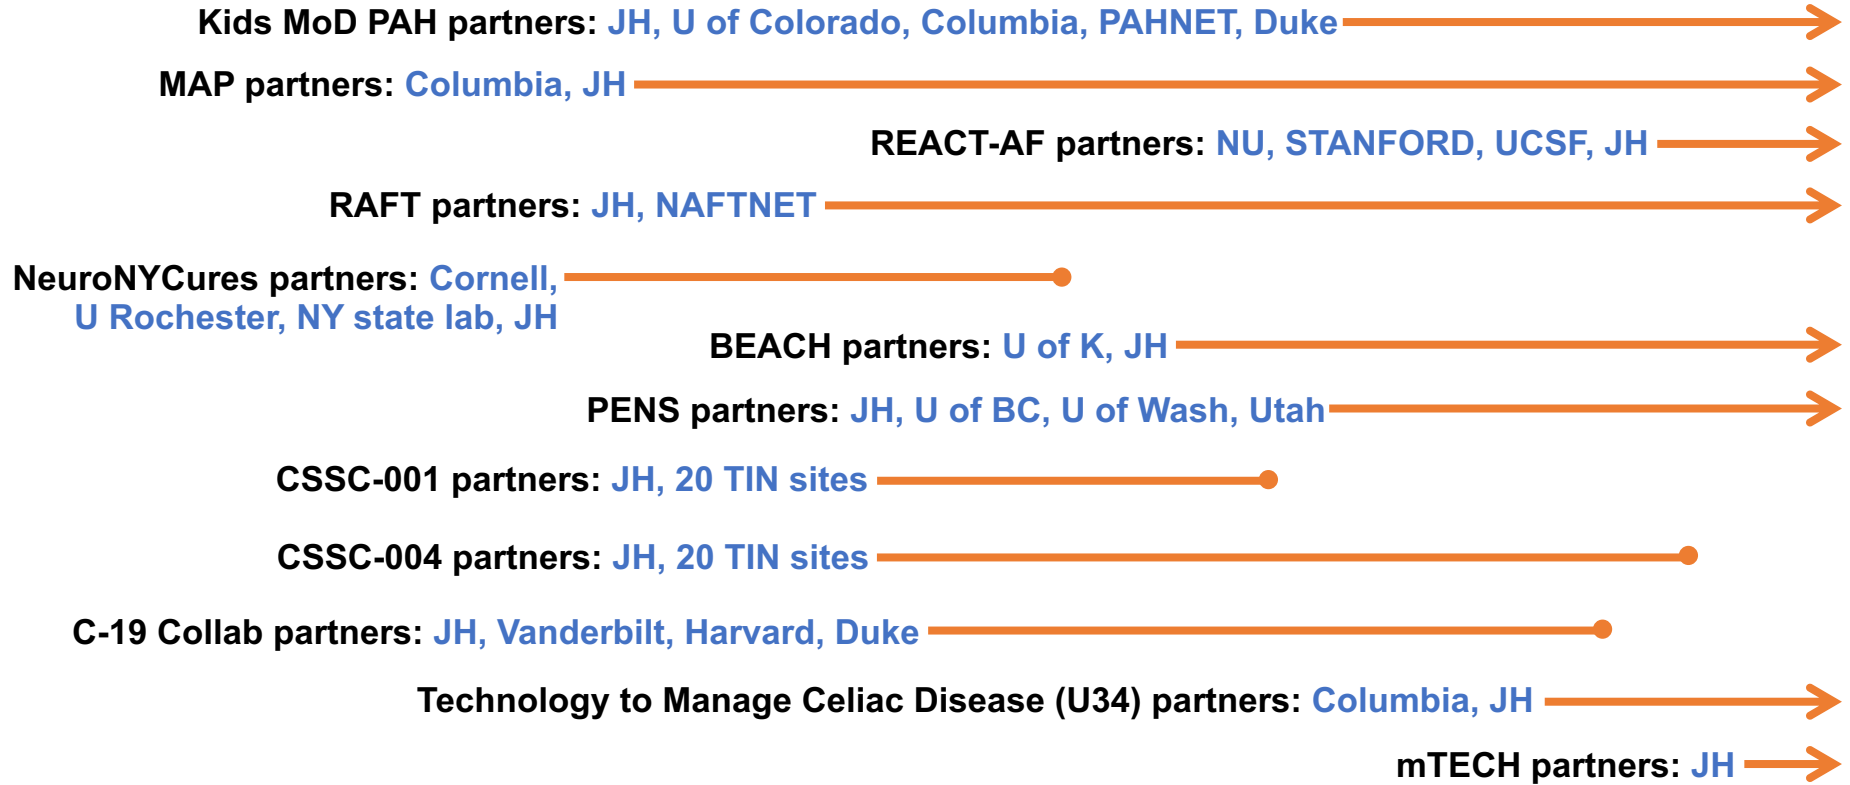 Kids MoD PAH partners: JH, U of Colorado, Columbia, PAHNET, Duke
MAP partners: Columbia, JH
REACT-AF partners: NU, STANFORD, UCSF, JH
RAFT partners: JH, NAFTNET
NeuroNYCures partners: Cornell,
U Rochester, NY state lab, JH
BEACH partners: U of K, JH
PENS partners: JH, U of BC, U of Wash, Utah
CSSC-001 partners: JH, 20 TIN sites
CSSC-004 partners: JH, 20 TIN sites
C-19 Collab partners: JH, Vanderbilt, Harvard, Duke
Technology to Manage Celiac Disease (U34) partners: Columbia, JH
mTECH partners: JH